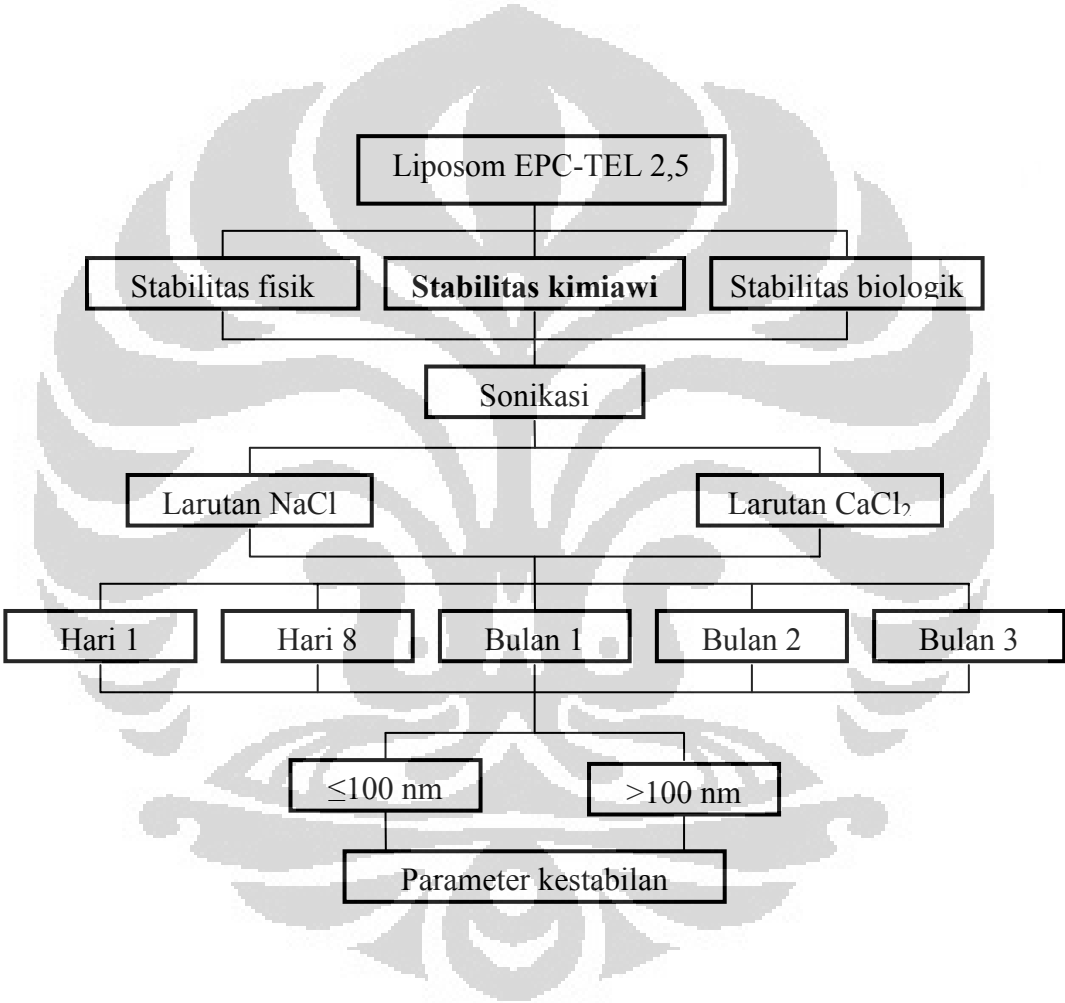 Liposom EPC-TEL 2,5
Stabilitas fisik
Stabilitas kimiawi
Stabilitas biologik
Sonikasi
Larutan NaCl
Larutan CaCl₂
Hari 1
Hari 8
Bulan 1
Bulan 2
Bulan 3
≤100 nm
>100 nm
Parameter kestabilan